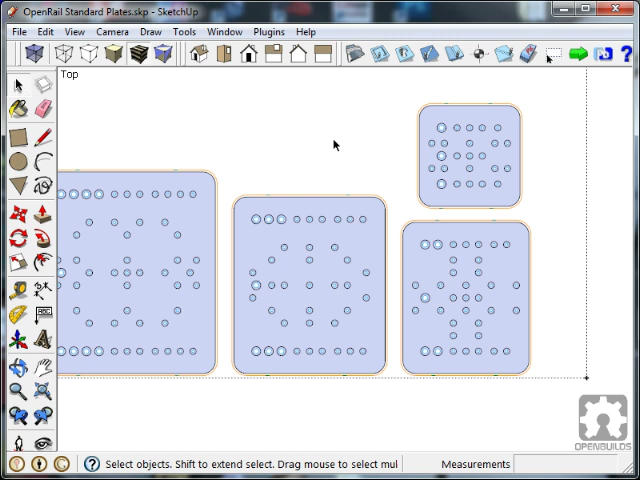 OpenRail Standard Plates.skp - SketchUp
File Edit View Camera Draw Tools Window Plugins Help
Top
ABC
OPENBUILDS
Select objects. Shift to extend select. Drag mouse to select mul
Measurements